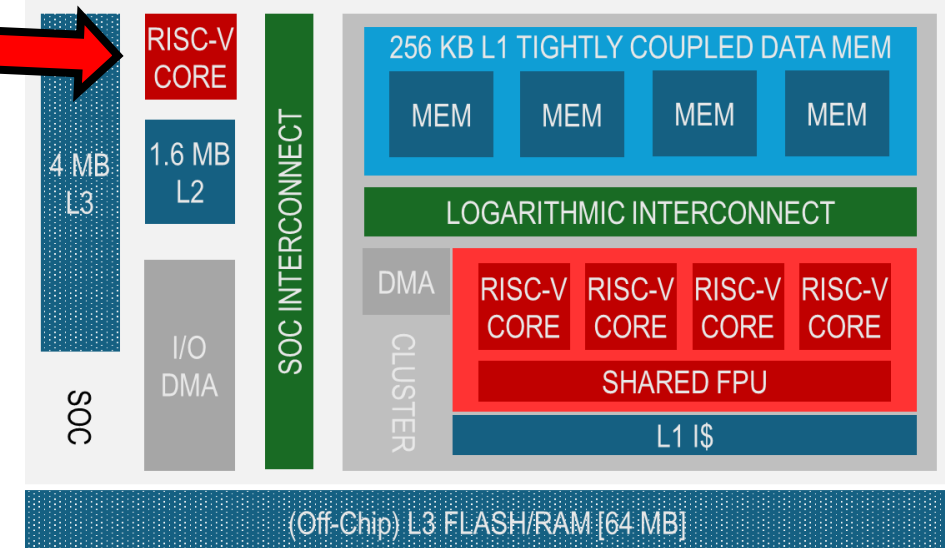 RISC-V
CORE
4 MB
L3
1.6 MB
L2
I/O
DMA
SOC
SOC INTERCONNECT
256 KB L1 TIGHTLY COUPLED DATA MEM
MEM MEM MEM MEM
LOGARITHMIC INTERCONNECT
DMA
CLUSTER
RISC-V RISC-V RISC-V RISC-V
CORE CORE CORE CORE
SHARED FPU
L1 I$
(Off-Chip) L3 FLASH/RAM [64 MB]